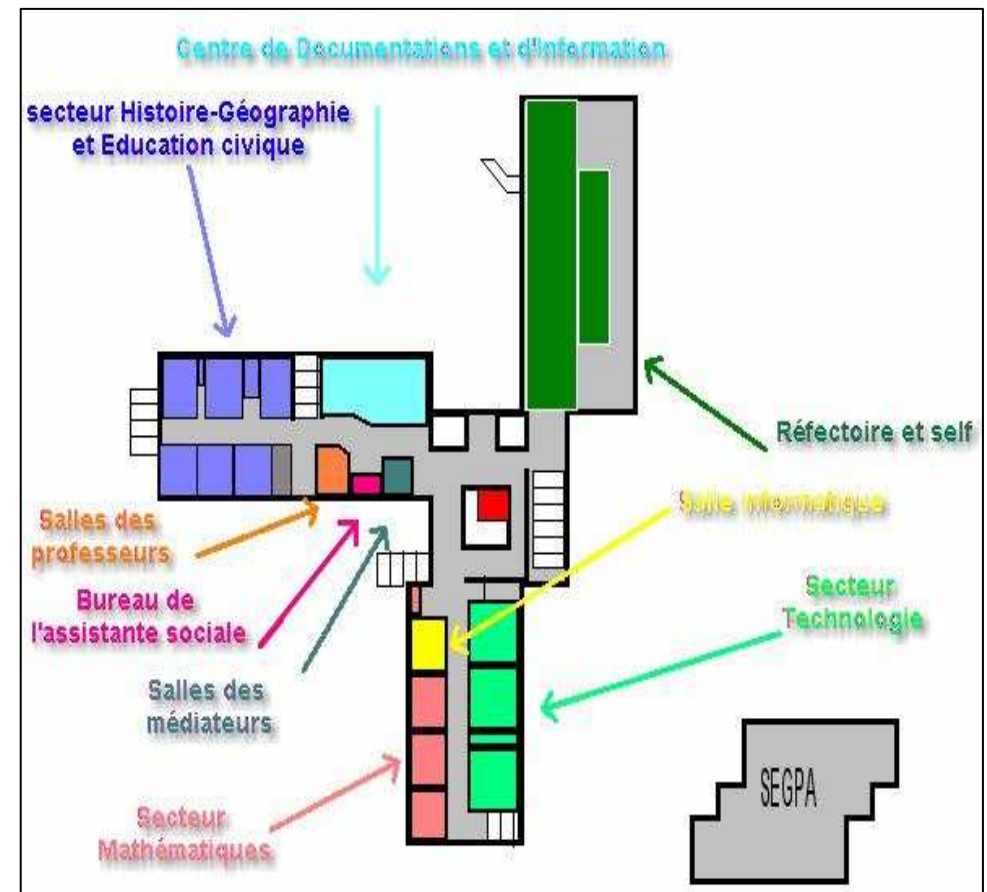 Centre de Documentations et d'Information
secteur Histoire-Géographie
et Education civique
Réfectoire et self
Salle Informatique
Salles des
professeurs
Secteur
Technologie
Bureau de
l'assistante sociale
Salles des
médiateurs
SEGPA
Secteur
Mathématiques